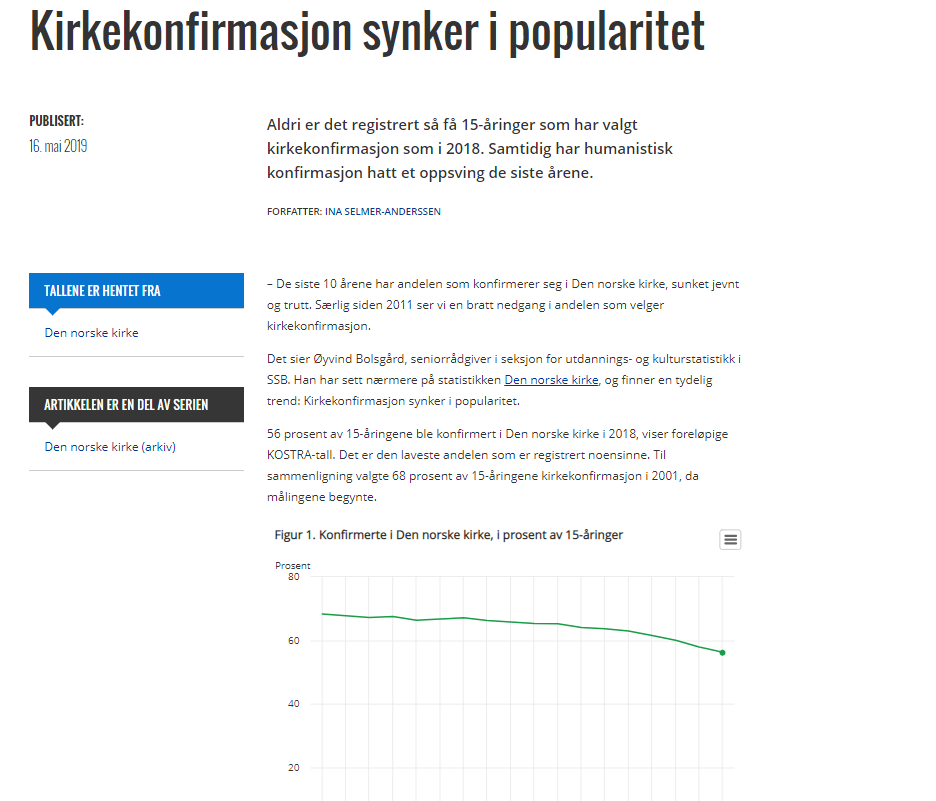 Kirkekonfirmasjon synker i popularitet
PUBLISERT:
16. mai 2019
Aldri er det registrert så få 15-åringer som har valgt
kirkekonfirmasjon som i 2018. Samtidig har humanistisk
konfirmasjon hatt et oppsving de siste årene.
FORFATTER: INA SELMER-ANDERSSEN
TALLENE ER HENTET FRA
Den norske kirke
ARTIKKELEN ER EN DEL AV SERIEN
Den norske kirke (arkiv)
– De siste 10 årene har andelen som konfirmerer seg i Den norske kirke, sunket jevnt
og trutt. Særlig siden 2011 ser vi en bratt nedgang i andelen som velger
kirkekonfirmasjon.
Det sier Øyvind Bolsgård, seniorrådgiver i seksjon for utdannings- og kulturstatistikk i
SSB. Han har sett nærmere på statistikken Den norske kirke, og finner en tydelig
trend: Kirkekonfirmasjon synker i popularitet.
56 prosent av 15-åringene ble konfirmert i Den norske kirke i 2018, viser foreløpige
KOSTRA-tall. Det er den laveste andelen som er registrert noensinne. Til
sammenligning valgte 68 prosent av 15-åringene kirkekonfirmasjon i 2001, da
målingene begynte.
Figur 1. Konfirmerte i Den norske kirke, i prosent av 15-åringer
Prosent
80
60
40
20